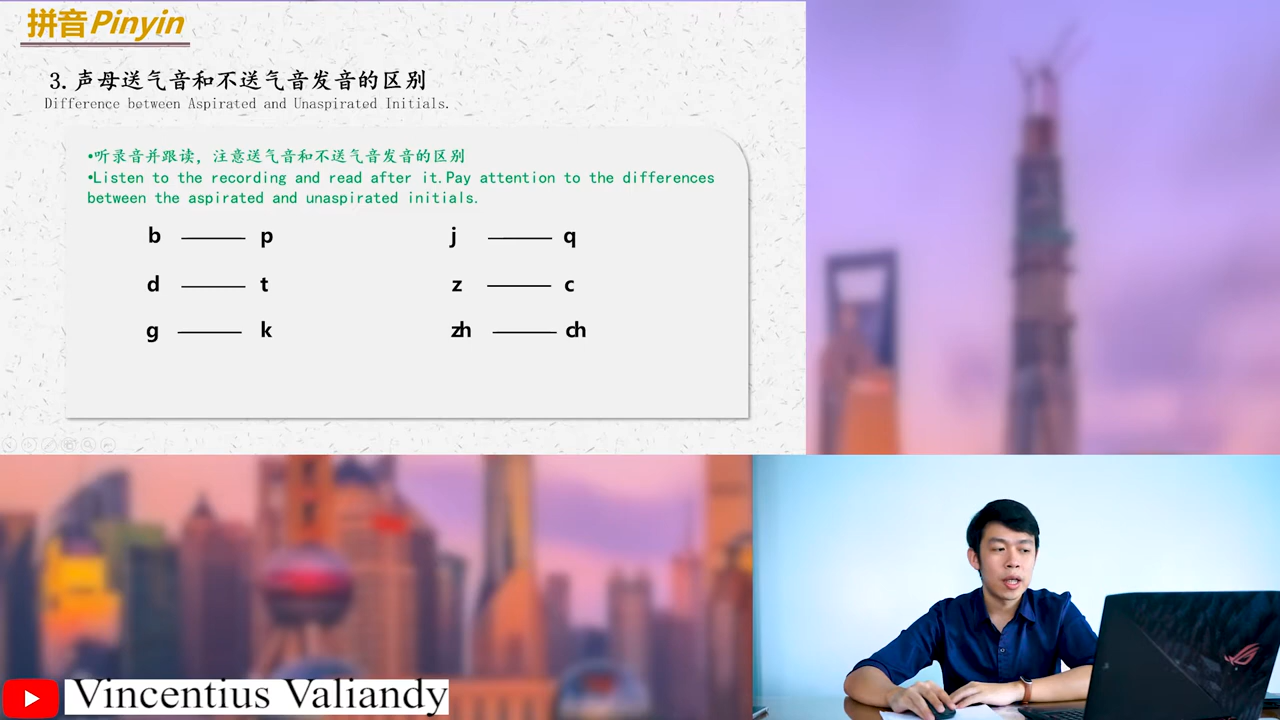 拼音Pinyin
3.声母送气音和不送气音发音的区别
Difference between Aspirated and Unaspirated Initials.
•听录音并跟读，注意送气音和不送气音发音的区别
•Listen to the recording and read after it.Pay attention to the differences
between the aspirated and unaspirated initials.
b —— p j —— q
d —— t z —— c
g —— k zh —— ch
Vincentius Valiandy